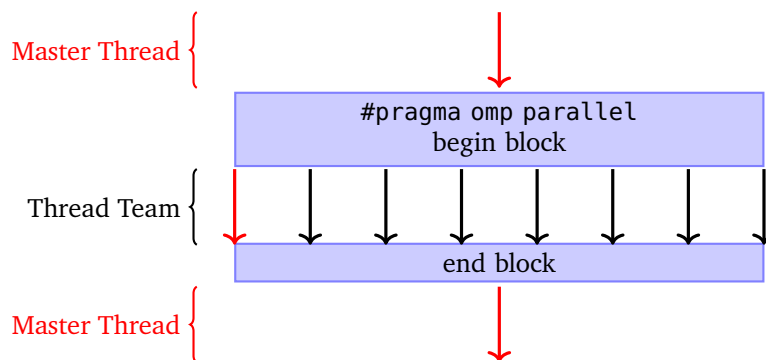 Master Thread
#pragma omp parallel
begin block
Thread Team
end block
Master Thread